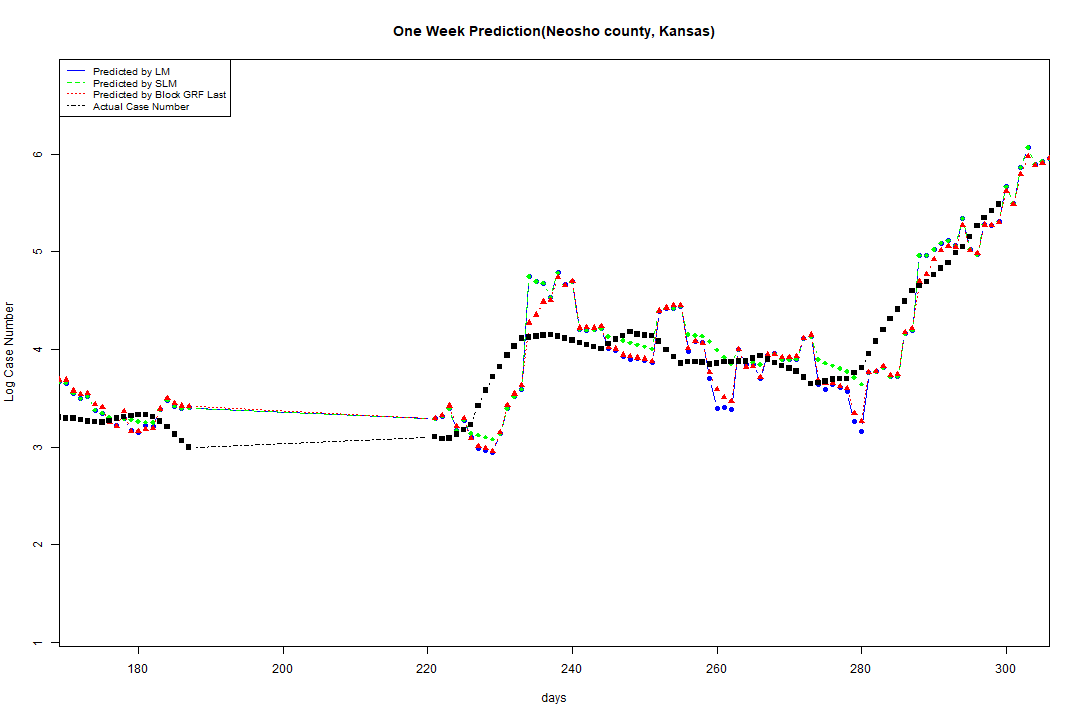 One Week Prediction(Neosho county, Kansas)
Predicted by LM
Predicted by SLM
Predicted by Block GRF Last
Actual Case Number
Log Case Number
6
5
4
3
2
1
180 200 220 240 260 280 300
days